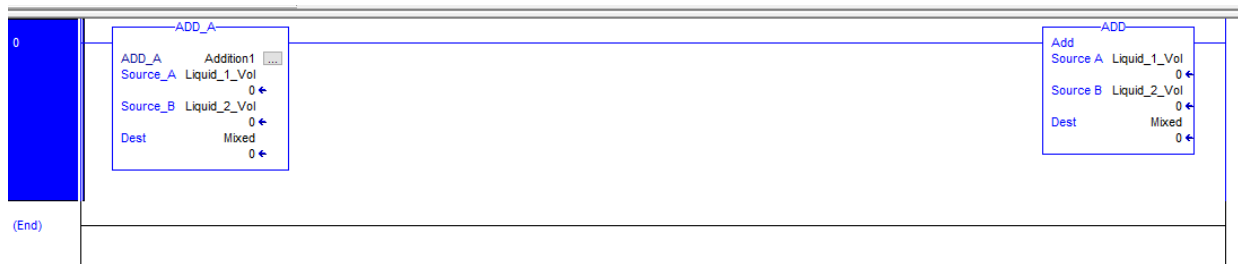 ADD_A
0
ADD_A Addition1 ...
Source_A Liquid_1_Vol
0
Source_B Liquid_2_Vol
0
Dest Mixed
0
ADD
Add
Source A Liquid_1_Vol
0
Source B Liquid_2_Vol
0
Dest Mixed
0
(End)